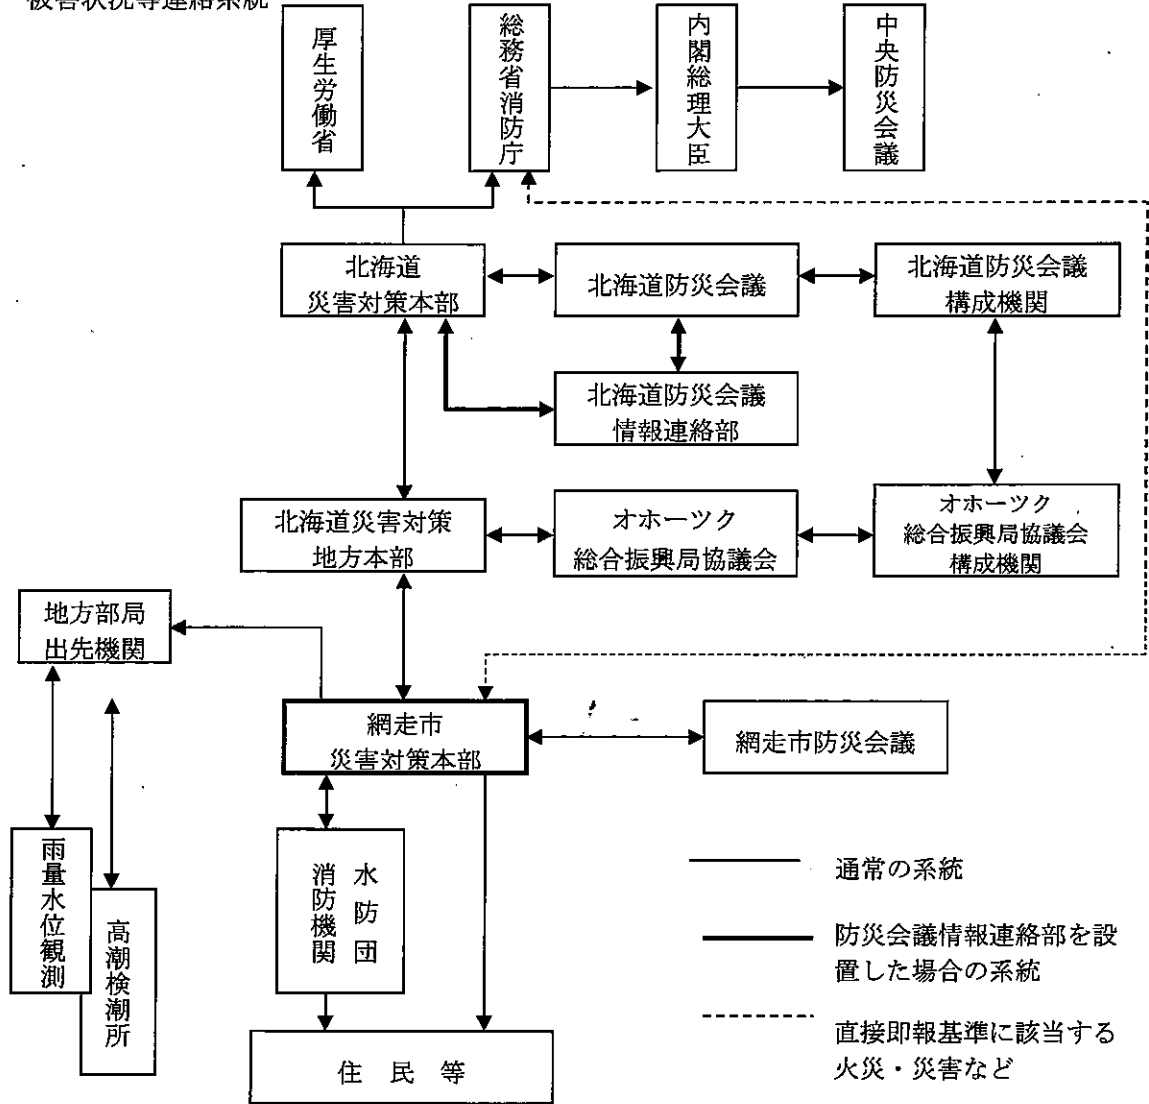 被害状況等連絡系統
厚生労働省
総務省消防庁
内閣総理大臣
中央防災会議
北海道
災害対策本部
北海道防災会議
北海道防災会議
構成機関
北海道防災会議
情報連絡部
北海道災害対策
地方本部
オホーツク
総合振興局協議会
オホーツク
総合振興局協議会
構成機関
地方部局
出先機関
網走市
災害対策本部
網走市防災会議
雨量水位観測
高潮検潮所
水防団
消防機関
住民等
通常の系統
防災会議情報連絡部を設
置した場合の系統
直接即報基準に該当する
火災・災害など